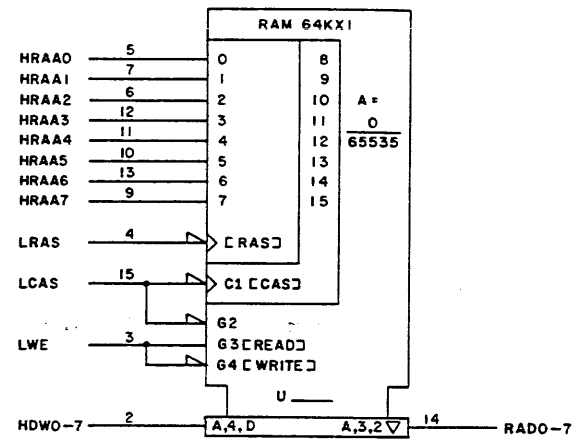 RAM 64KX1
HRAA0 5 0 8
HRAA1 7 1 9
HRAA2 6 2 10 A=
HRAA3 12 3 11 0
HRAA4 11 4 12 65535
HRAA5 10 5 13
HRAA6 13 6 14
HRAA7 9 7 15
LRAS 4 [RAS]
LCAS 15 C1 [CAS]
G2
LWE 3 G3[READ]
G4 [WRITE]
U ____
HDW0-7 2 A,4,D A,3,2▽ 14 RAD0-7